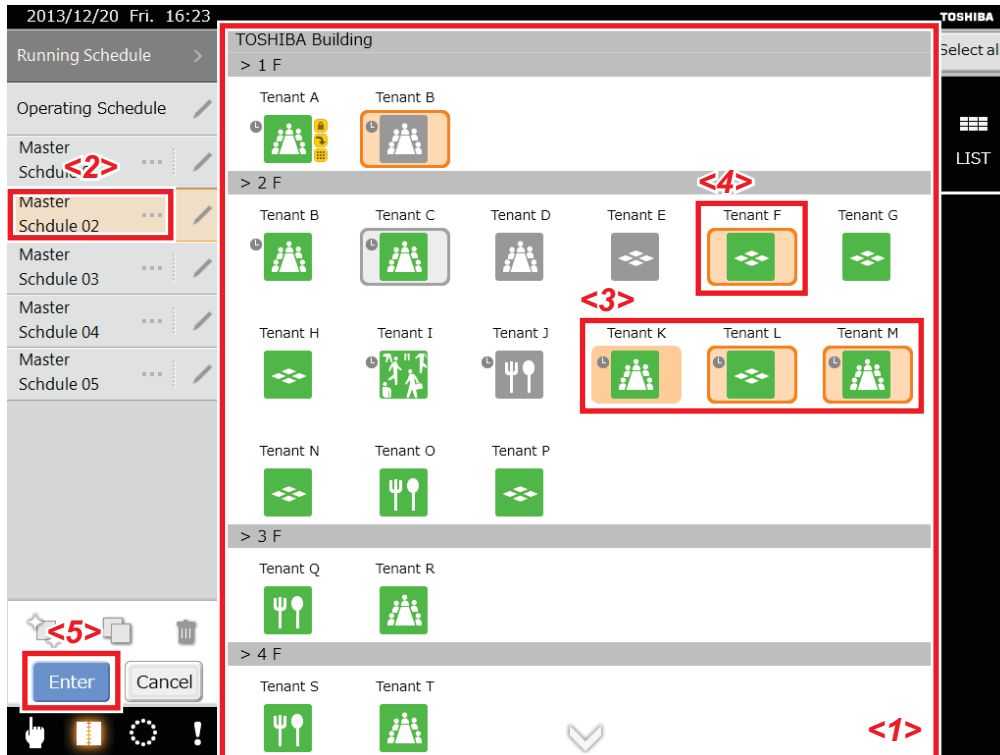 2013/12/20 Fri. 16:23
TOSHIBA
Running Schedule >
Operating Schedule
Master
Schdule
<2>
Master
Schdule 02
Master
Schdule 03
Master
Schdule 04
Master
Schdule 05
<5>
Enter Cancel
!
TOSHIBA Building
> 1 F
Tenant A Tenant B
> 2 F
<4>
Tenant B Tenant C Tenant D Tenant E Tenant F Tenant G
<3>
Tenant H Tenant I Tenant J Tenant K Tenant L Tenant M
Tenant N Tenant O Tenant P
> 3 F
Tenant Q Tenant R
> 4 F
Tenant S Tenant T
<1>
Select al
LIST